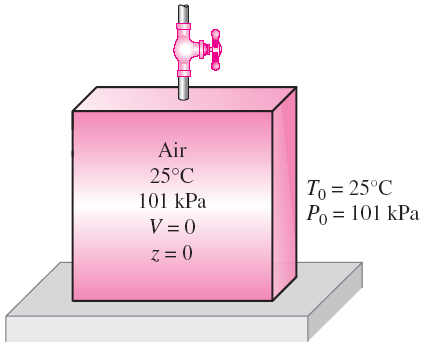 Air
25°C
101 kPa
V = 0
z = 0
T₀ = 25°C
P₀ = 101 kPa